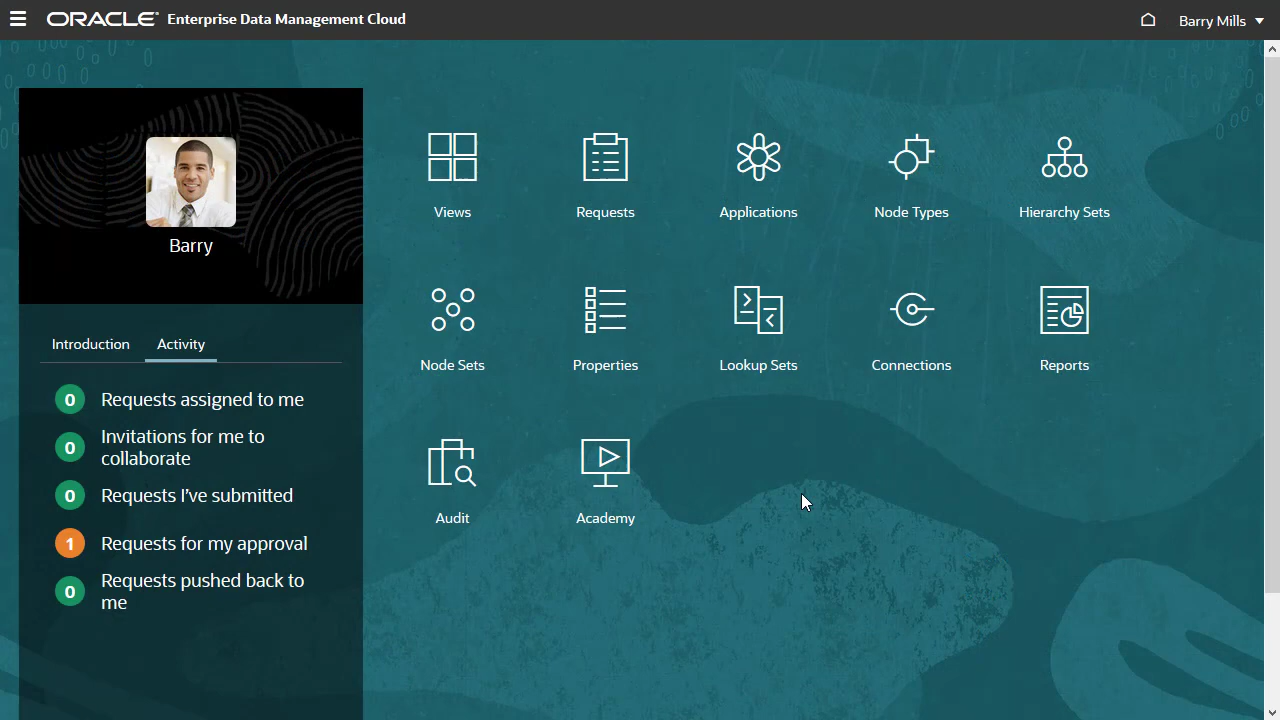 ORACLE Enterprise Data Management Cloud
Barry Mills
Barry
Introduction
Activity
0 Requests assigned to me
0 Invitations for me to
collaborate
0 Requests I've submitted
1 Requests for my approval
0 Requests pushed back to
me
Views
Requests
Applications
Node Types
Hierarchy Sets
Node Sets
Properties
Lookup Sets
Connections
Reports
Audit
Academy